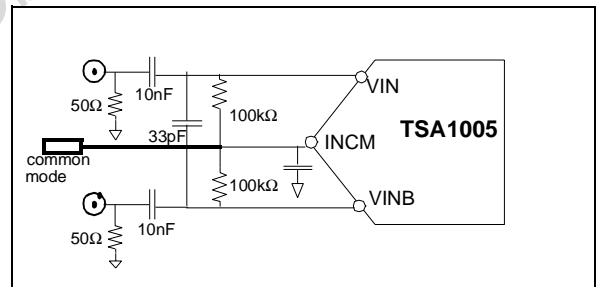 10nF
VIN
50Ω
100kΩ
TSA1005
33pF
INCM
common
mode
100kΩ
VINB
50Ω
10nF